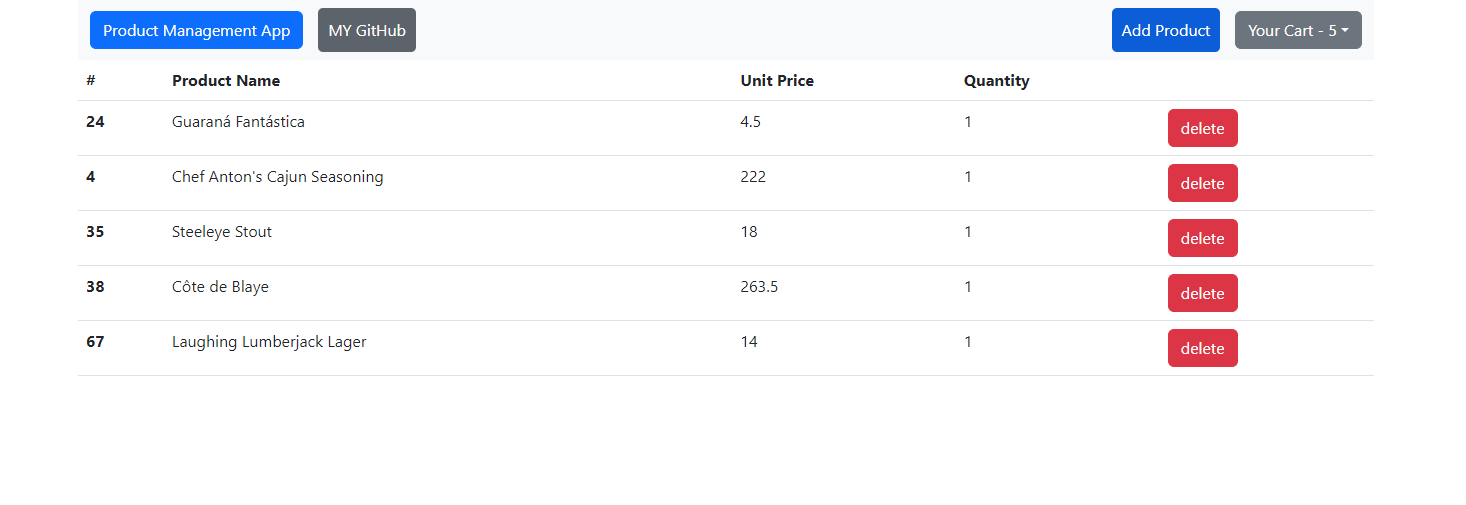 Product Management App MY GitHub Add Product Your Cart - 5
# Product Name Unit Price Quantity
24 Guaraná Fantástica 4.5 1 delete
4 Chef Anton's Cajun Seasoning 222 1 delete
35 Steeleye Stout 18 1 delete
38 Côte de Blaye 263.5 1 delete
67 Laughing Lumberjack Lager 14 1 delete